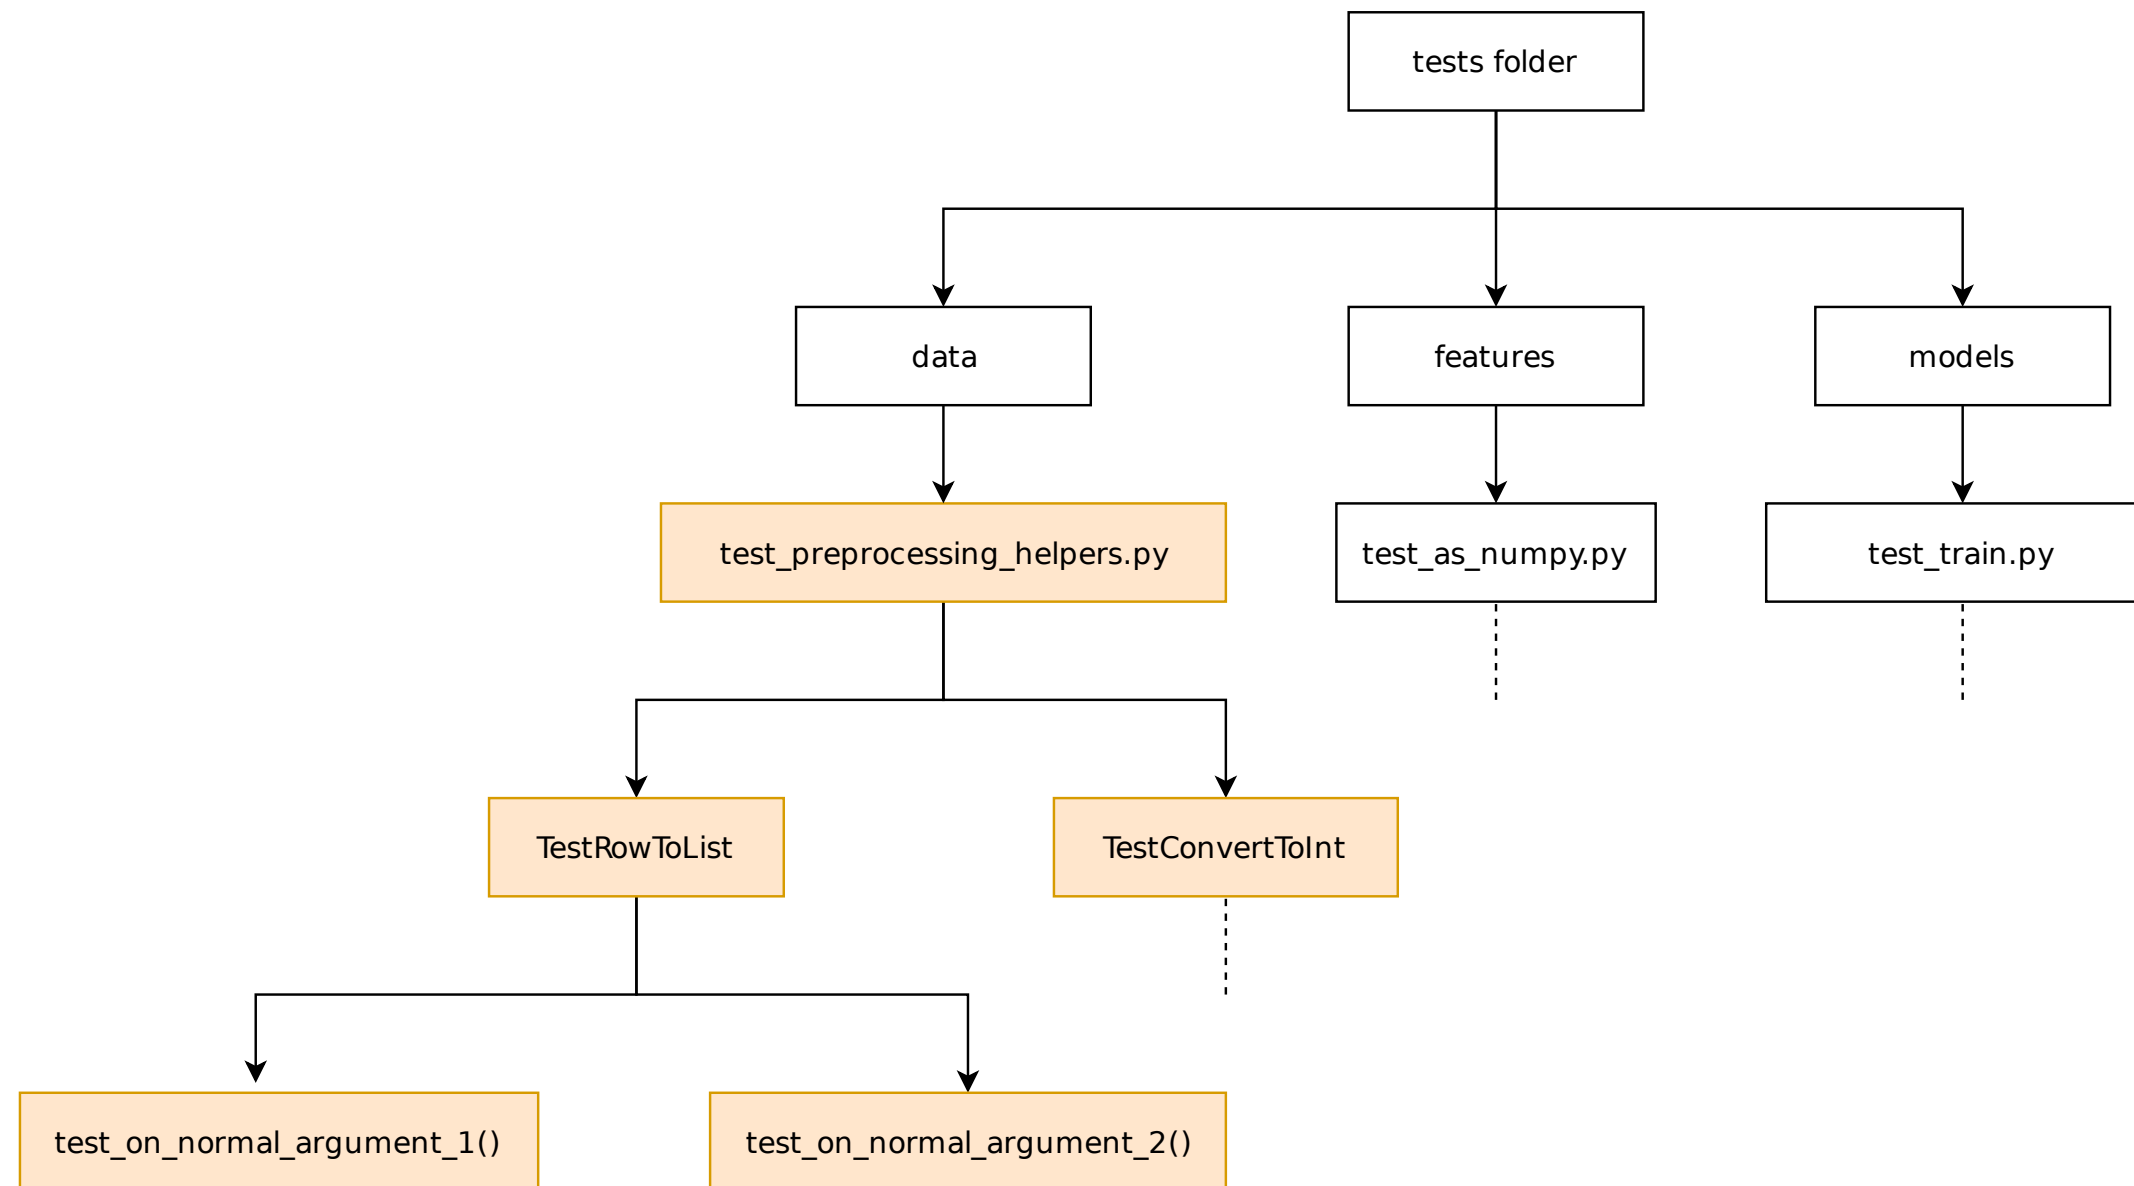 tests folder
data
features
models
test_preprocessing_helpers.py
test_as_numpy.py
test_train.py
TestRowToList
TestConvertToInt
test_on_normal_argument_1()
test_on_normal_argument_2()